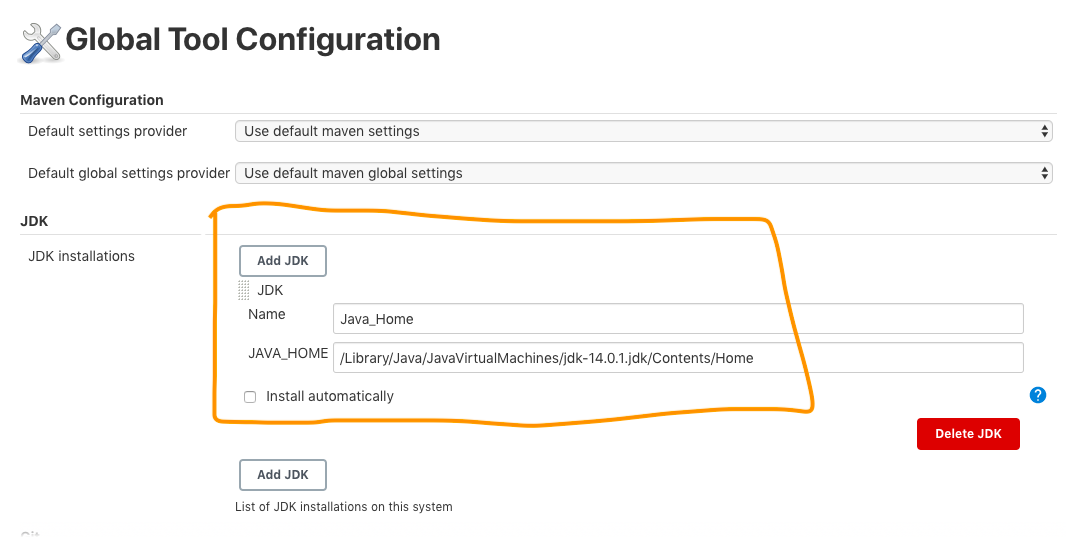 Global Tool Configuration
Maven Configuration
Default settings provider
Use default maven settings
Default global settings provider
Use default maven global settings
JDK
JDK installations
Add JDK
JDK
Name
Java_Home
JAVA_HOME
/Library/Java/JavaVirtualMachines/jdk-14.0.1.jdk/Contents/Home
Install automatically
?
Delete JDK
Add JDK
List of JDK installations on this system